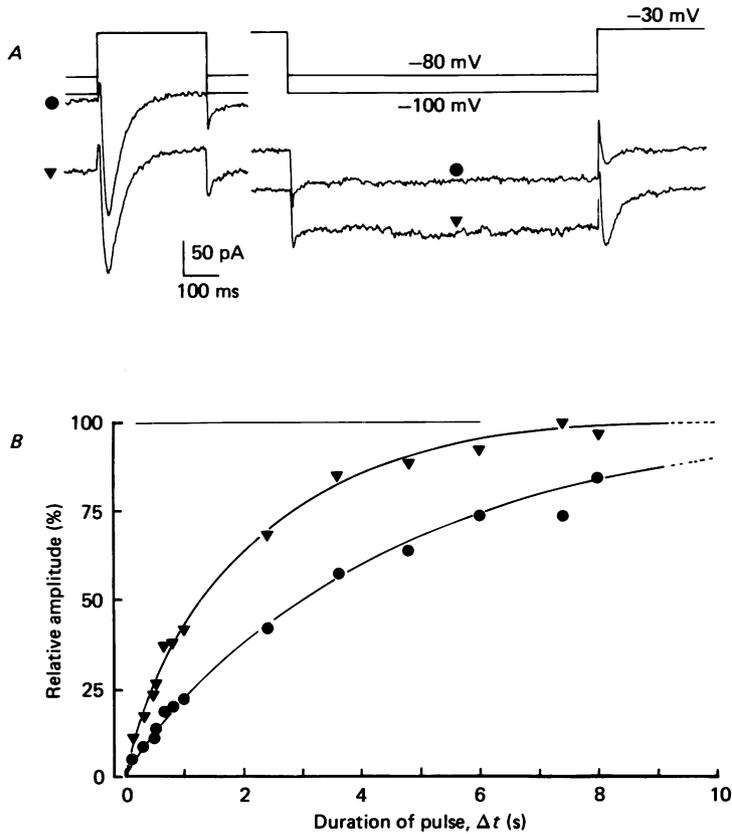 A
−30 mV
−80 mV
−100 mV
50 pA
100 ms
B
100
75
50
25
0
Relative amplitude (%)
0 2 4 6 8 10
Duration of pulse, Δt (s)